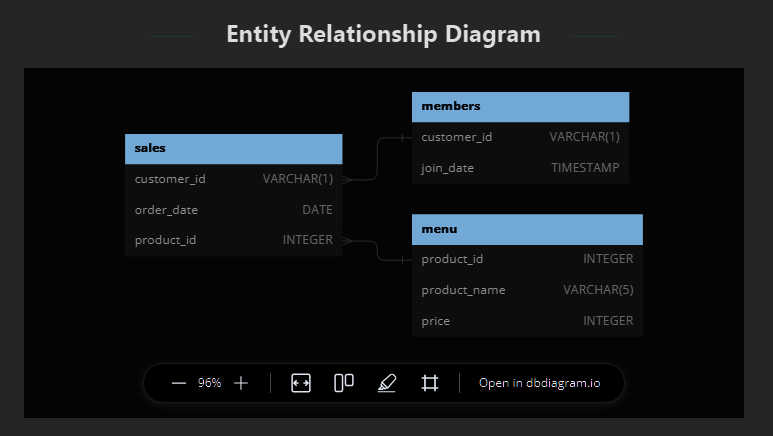 Entity Relationship Diagram
members
customer_id VARCHAR(1)
join_date TIMESTAMP
sales
customer_id VARCHAR(1)
order_date DATE
product_id INTEGER
menu
product_id INTEGER
product_name VARCHAR(5)
price INTEGER
96%
Open in dbdiagram.io